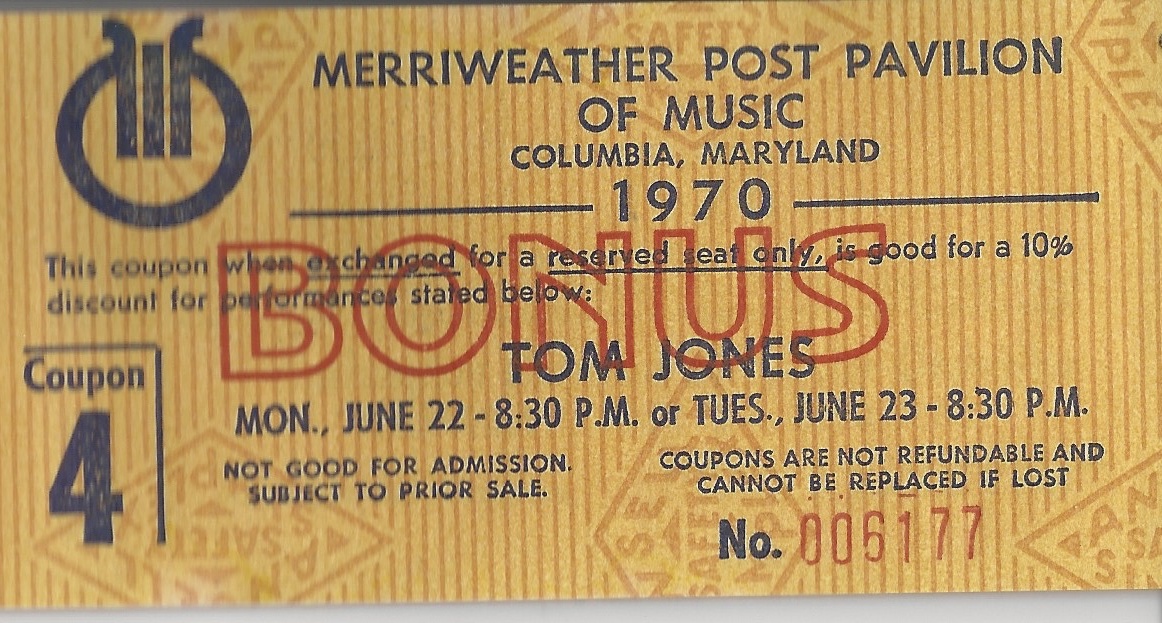 MERRIWEATHER POST PAVILION
OF MUSIC
COLUMBIA, MARYLAND
1970
This coupon when exchanged for a reserved seat only, is good for a 10%
discount for performances stated below:
BONUS
TOM JONES
Coupon
4
MON., JUNE 22 - 8:30 P.M. or TUES., JUNE 23 - 8:30 P.M.
NOT GOOD FOR ADMISSION.
SUBJECT TO PRIOR SALE.
COUPONS ARE NOT REFUNDABLE AND
CANNOT BE REPLACED IF LOST
No. 006177
SAFETY